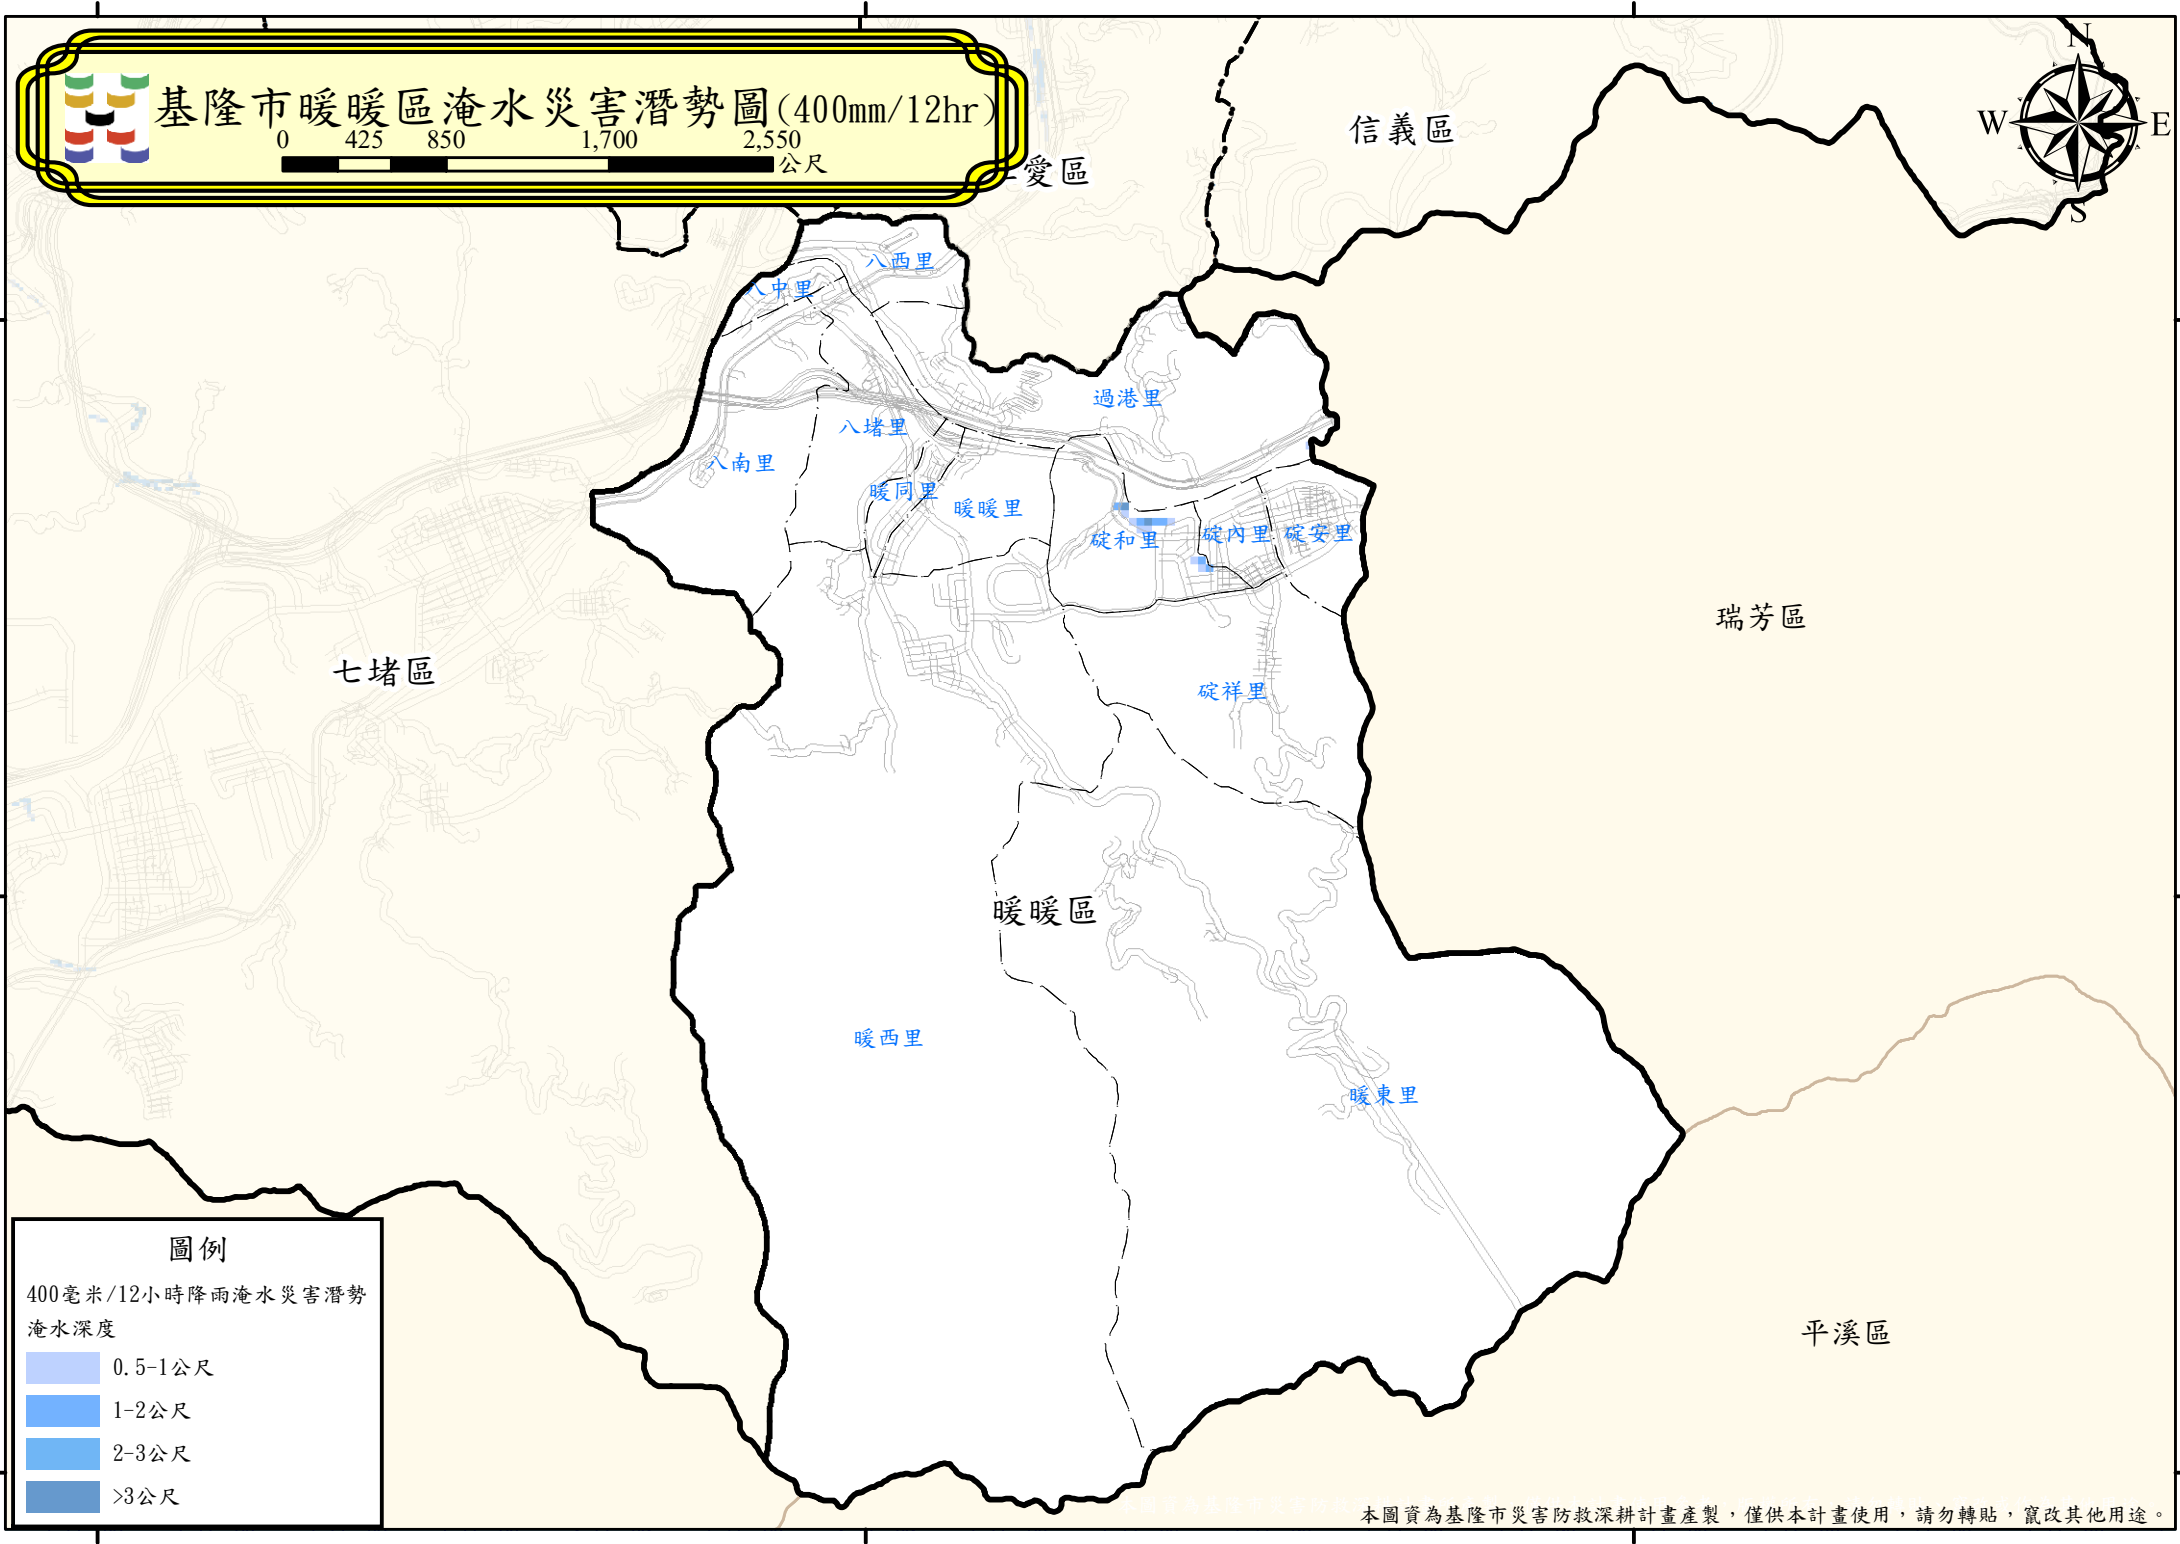 基隆市暖暖區淹水災害潛勢圖(400mm/12hr)
0 425 850 1,700 2,550
公尺
愛區
信義區
N
W E
S
八西里
八中里
過港里
八堵里
八南里
暖同里
暖暖里
碇和里
碇內里
碇安里
瑞芳區
七堵區
碇祥里
暖暖區
暖西里
暖東里
平溪區
圖例
400毫米/12小時降雨淹水災害潛勢
淹水深度
0.5-1公尺
1-2公尺
2-3公尺
>3公尺
本圖資為基隆市災害防救深耕計畫產製，僅供本計畫使用，請勿轉貼，竄改其他用途。